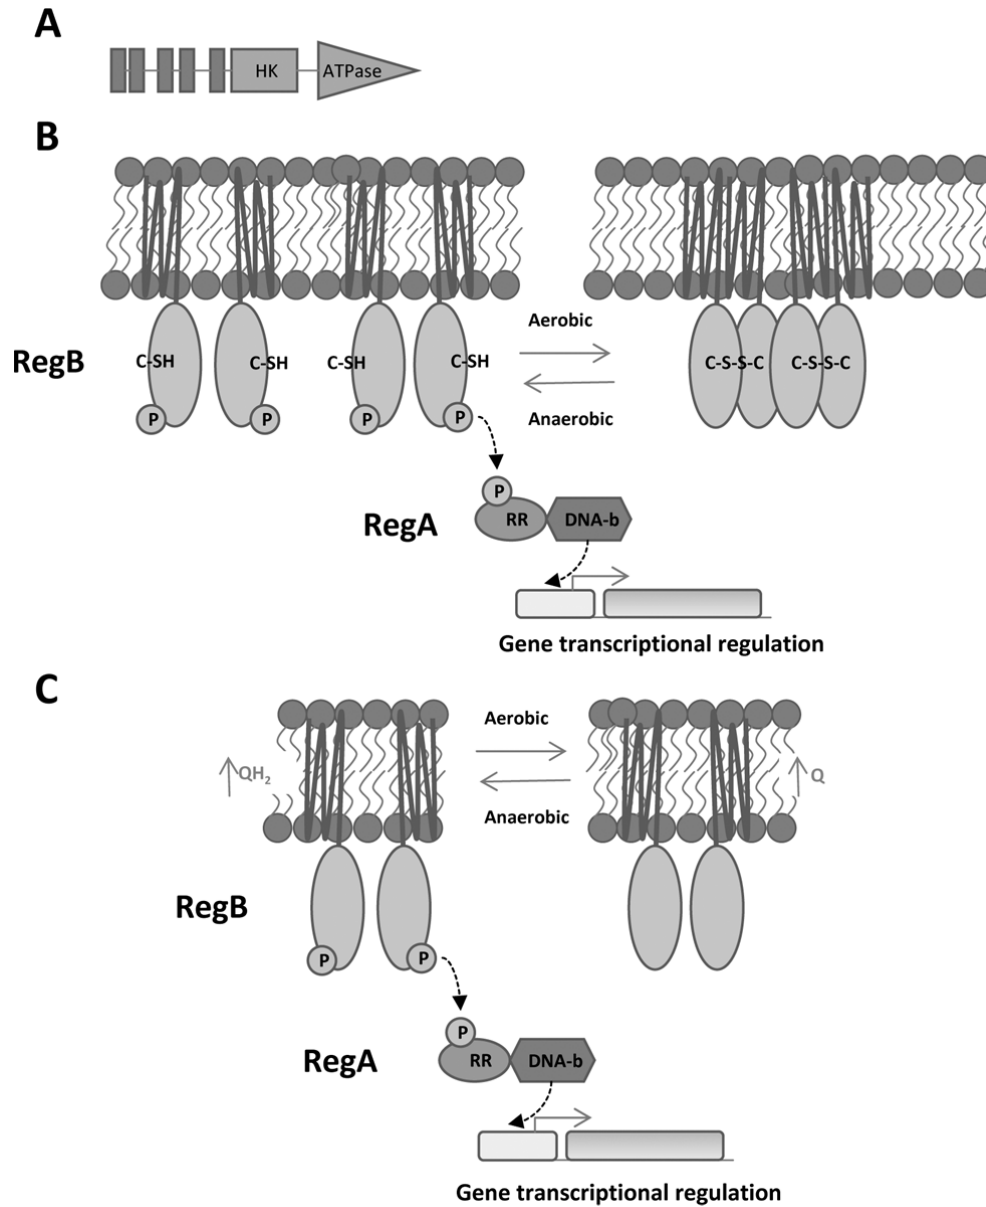 A
HK
ATPase
B
RegB
C-SH
C-SH
C-SH
C-SH
P
P
P
P
Aerobic
Anaerobic
C-S-S-C
C-S-S-C
P
RegA
RR
DNA-b
Gene transcriptional regulation
C
QH₂
Aerobic
Anaerobic
Q
RegB
P
P
P
RegA
RR
DNA-b
Gene transcriptional regulation